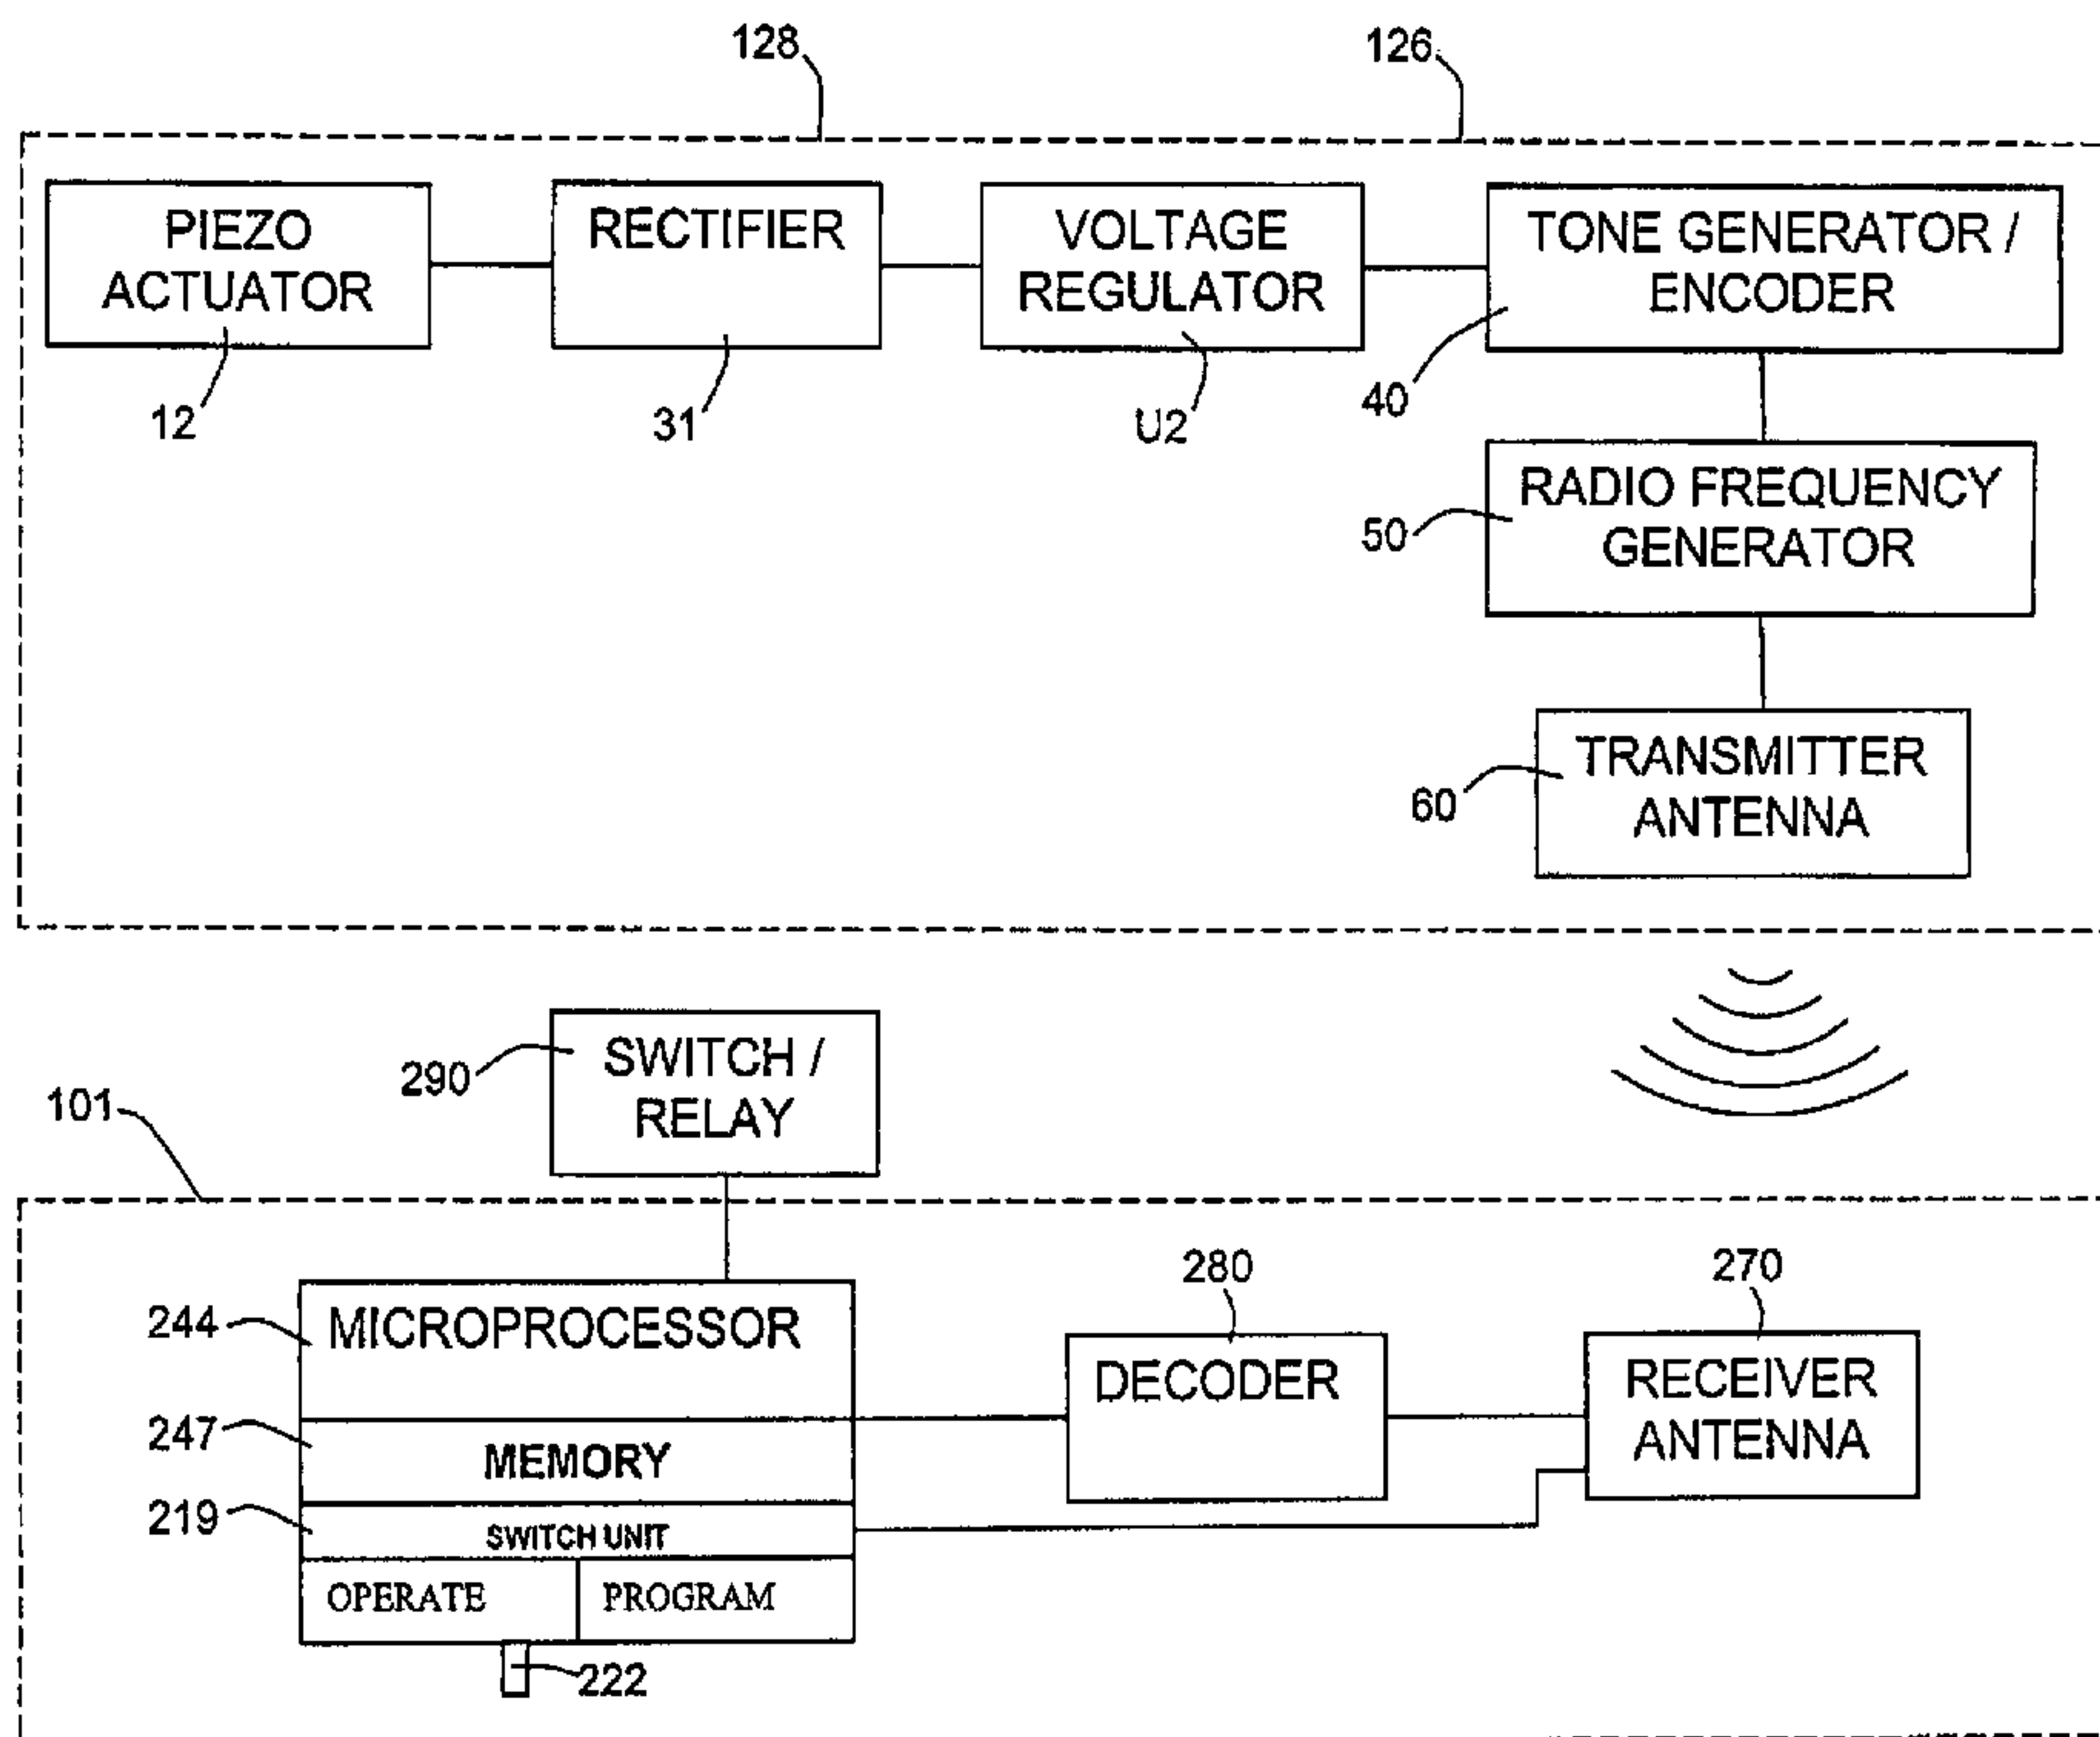 128
126
PIEZO
ACTUATOR
12
RECTIFIER
31
VOLTAGE
REGULATOR
U2
TONE GENERATOR /
ENCODER
40
RADIO FREQUENCY
GENERATOR
50
TRANSMITTER
ANTENNA
60
SWITCH /
RELAY
290
101
244
MICROPROCESSOR
247
MEMORY
219
SWITCH UNIT
OPERATE
PROGRAM
222
280
DECODER
270
RECEIVER
ANTENNA